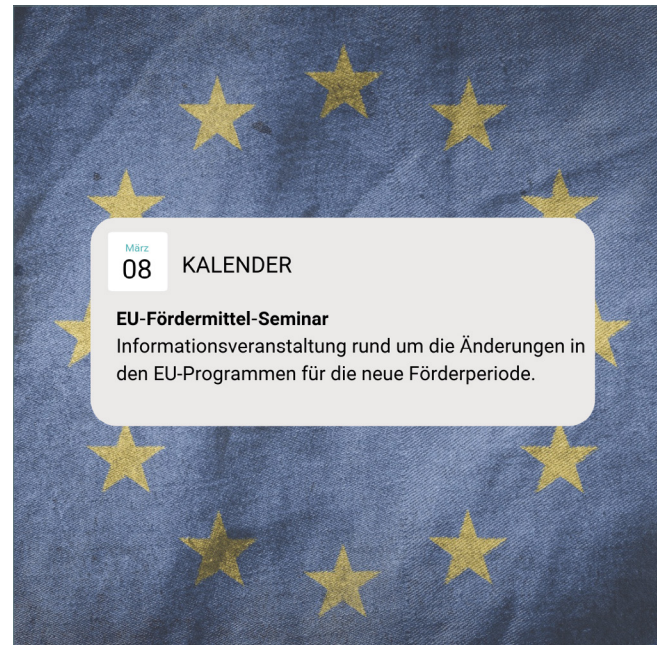 März
08
KALENDER
EU-Fördermittel-Seminar
Informationsveranstaltung rund um die Änderungen in
den EU-Programmen für die neue Förderperiode.